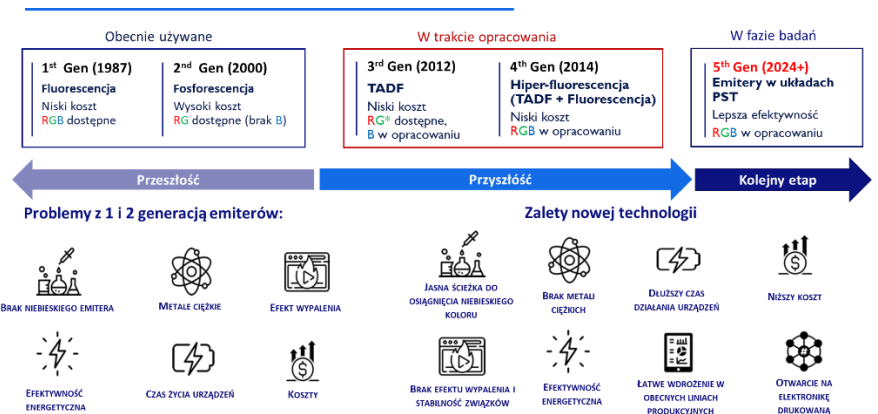 Obecnie używane
W trakcie opracowania
W fazie badań
1st Gen (1987)
Fluorescencja
Niski koszt
RGB dostępne
2nd Gen (2000)
Fosforescencja
Wysoki koszt
RG dostępne (brak B)
3rd Gen (2012)
TADF
Niski koszt
RG* dostępne,
B w opracowaniu
4th Gen (2014)
Hiper-fluorescencja
(TADF + Fluorescencja)
Niski koszt
RGB w opracowaniu
5th Gen (2024+)
Emitery w układach
PST
Lepsza efektywność
RGB w opracowaniu
Przeszłość
Przyszłóść
Kolejny etap
Problemy z 1 i 2 generacją emiterów:
Zalety nowej technologii
BRAK NIEBIESKIEGO EMITERA
METALE CIĘŻKIE
EFEKT WYPALENIA
JASNA ŚCIEŻKA DO
OSIĄGNIĘCIA NIEBIESKIEGO
KOLORU
BRAK METALI
CIĘŻKICH
DŁUŻSZY CZAS
DZIAŁANIA URZĄDZEŃ
NIŻSZY KOSZT
EFEKTYWNOŚĆ
ENERGETYCZNA
CZAS ŻYCIA URZĄDZEŃ
KOSZTY
BRAK EFEKTU WYPALENIA I
STABILNOŚĆ ZWIĄZKÓW
EFEKTYWNOŚĆ
ENERGETYCZNA
ŁATWE WDROŻENIE W
OBECNYCH LINIACH
PRODUKCYJNYCH
OTWARCIE NA
ELEKTRONIKĘ
DRUKOWANĄ